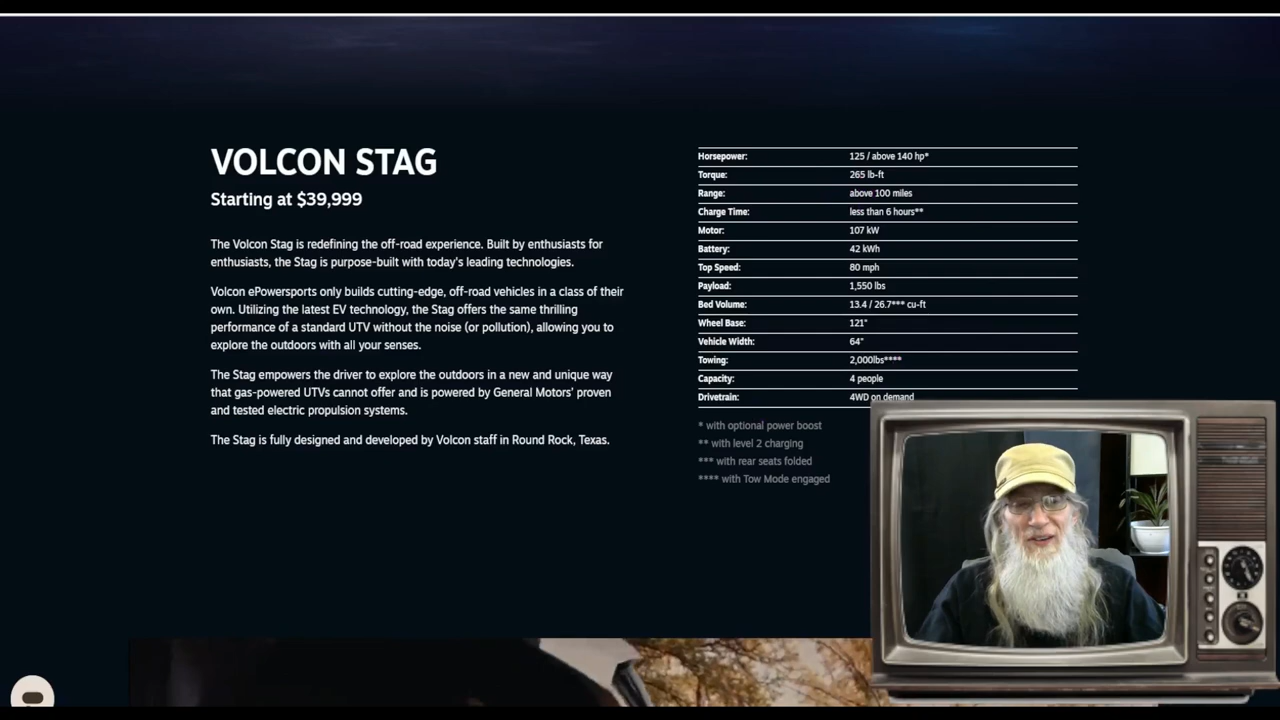 VOLCON STAG
Starting at $39,999
The Volcon Stag is redefining the off-road experience. Built by enthusiasts for
enthusiasts, the Stag is purpose-built with today's leading technologies.
Volcon ePowersports only builds cutting-edge, off-road vehicles in a class of their
own. Utilizing the latest EV technology, the Stag offers the same thrilling
performance of a standard UTV without the noise (or pollution), allowing you to
explore the outdoors with all your senses.
The Stag empowers the driver to explore the outdoors in a new and unique way
that gas-powered UTVs cannot offer and is powered by General Motors' proven
and tested electric propulsion systems.
The Stag is fully designed and developed by Volcon staff in Round Rock, Texas.
Horsepower: 125 / above 140 hp*
Torque: 265 lb-ft
Range: above 100 miles
Charge Time: less than 6 hours**
Motor: 107 kW
Battery: 42 kWh
Top Speed: 80 mph
Payload: 1,550 lbs
Bed Volume: 13.4 / 26.7*** cu-ft
Wheel Base: 121"
Vehicle Width: 64"
Towing: 2,000lbs****
Capacity: 4 people
Drivetrain: 4WD on demand
* with optional power boost
** with level 2 charging
*** with rear seats folded
**** with Tow Mode engaged